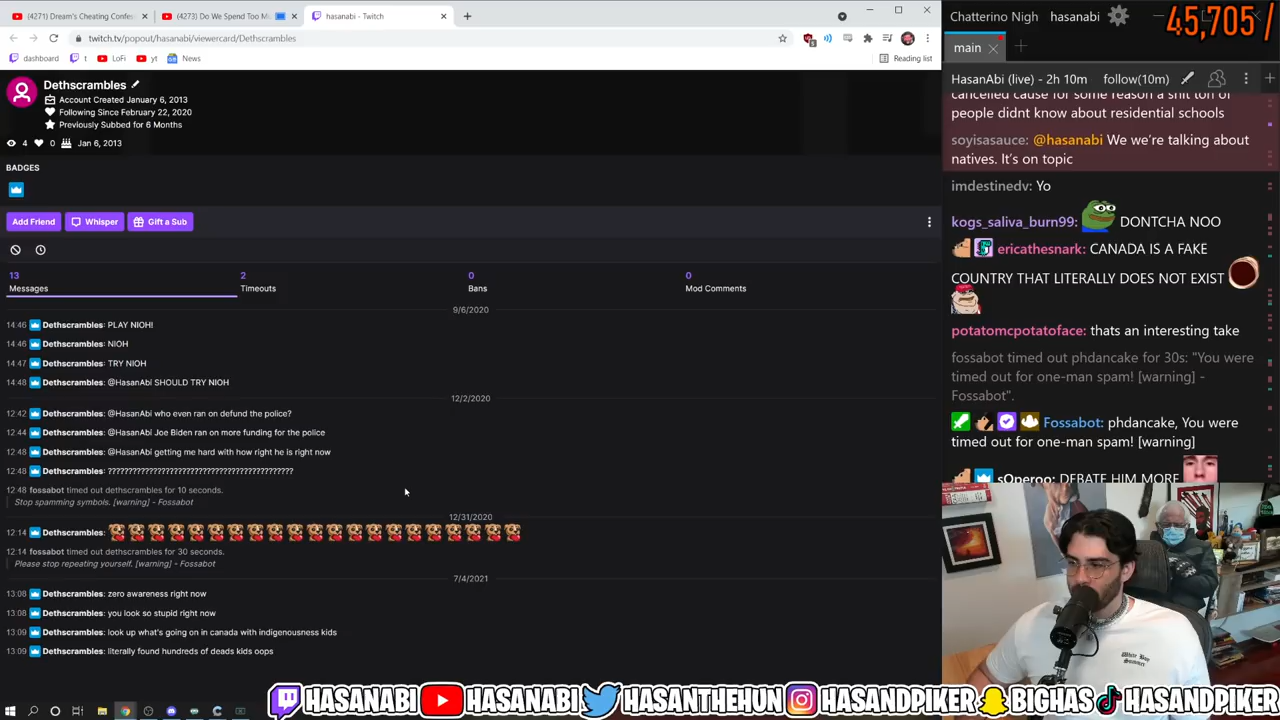 (4271) Dream's Cheating Confes
(4273) Do We Spend Too M
hasanabi - Twitch
twitch.tv/popout/hasanabi/viewercard/Dethscrambles
dashboard
t
LoFi
yt
News
Reading list
Dethscrambles
Account Created January 6, 2013
Following Since February 22, 2020
Previously Subbed for 6 Months
4 0 Jan 6, 2013
BADGES
Add Friend Whisper Gift a Sub
13 2 0 0
Messages Timeouts Bans Mod Comments
9/6/2020
14:46 Dethscrambles: PLAY NIOH!
14:46 Dethscrambles: NIOH
14:47 Dethscrambles: TRY NIOH
14:48 Dethscrambles: @HasanAbi SHOULD TRY NIOH
12/2/2020
12:42 Dethscrambles: @HasanAbi who even ran on defund the police?
12:44 Dethscrambles: @HasanAbi Joe Biden ran on more funding for the police
12:48 Dethscrambles: @HasanAbi getting me hard with how right he is right now
12:48 Dethscrambles: ?????????????????????????????????????????????
12:48 fossabot timed out dethscrambles for 10 seconds.
Stop spamming symbols. [warning] - Fossabot
12/31/2020
12:14 Dethscrambles:
12:14 fossabot timed out dethscrambles for 30 seconds.
Please stop repeating yourself. [warning] - Fossabot
7/4/2021
13:08 Dethscrambles: zero awareness right now
13:08 Dethscrambles: you look so stupid right now
13:09 Dethscrambles: look up what's going on in canada with indigenousness kids
13:09 Dethscrambles: literally found hundreds of deads kids oops
Chatterino Nigh hasanabi
45,705 /
main
HasanAbi (live) - 2h 10m follow(10m)
cancelled cause for some reason a shit ton of
people didnt know about residential schools
soyisasauce: @hasanabi We we're talking about
natives. It's on topic
imdestinedv: Yo
kogs_saliva_burn99: DONTCHA NOO
ericathesnark: CANADA IS A FAKE
COUNTRY THAT LITERALLY DOES NOT EXIST
potatomcpotatoface: thats an interesting take
fossabot timed out phdancake for 30s: "You were
timed out for one-man spam! [warning] -
Fossabot".
Fossabot: phdancake, You were
timed out for one-man spam! [warning]
sOperoo: DEBATE HIM MORE
HASANABI HASANABI HASANTHEHUN HASANDPIKER BIGHAS HASANDPIKER